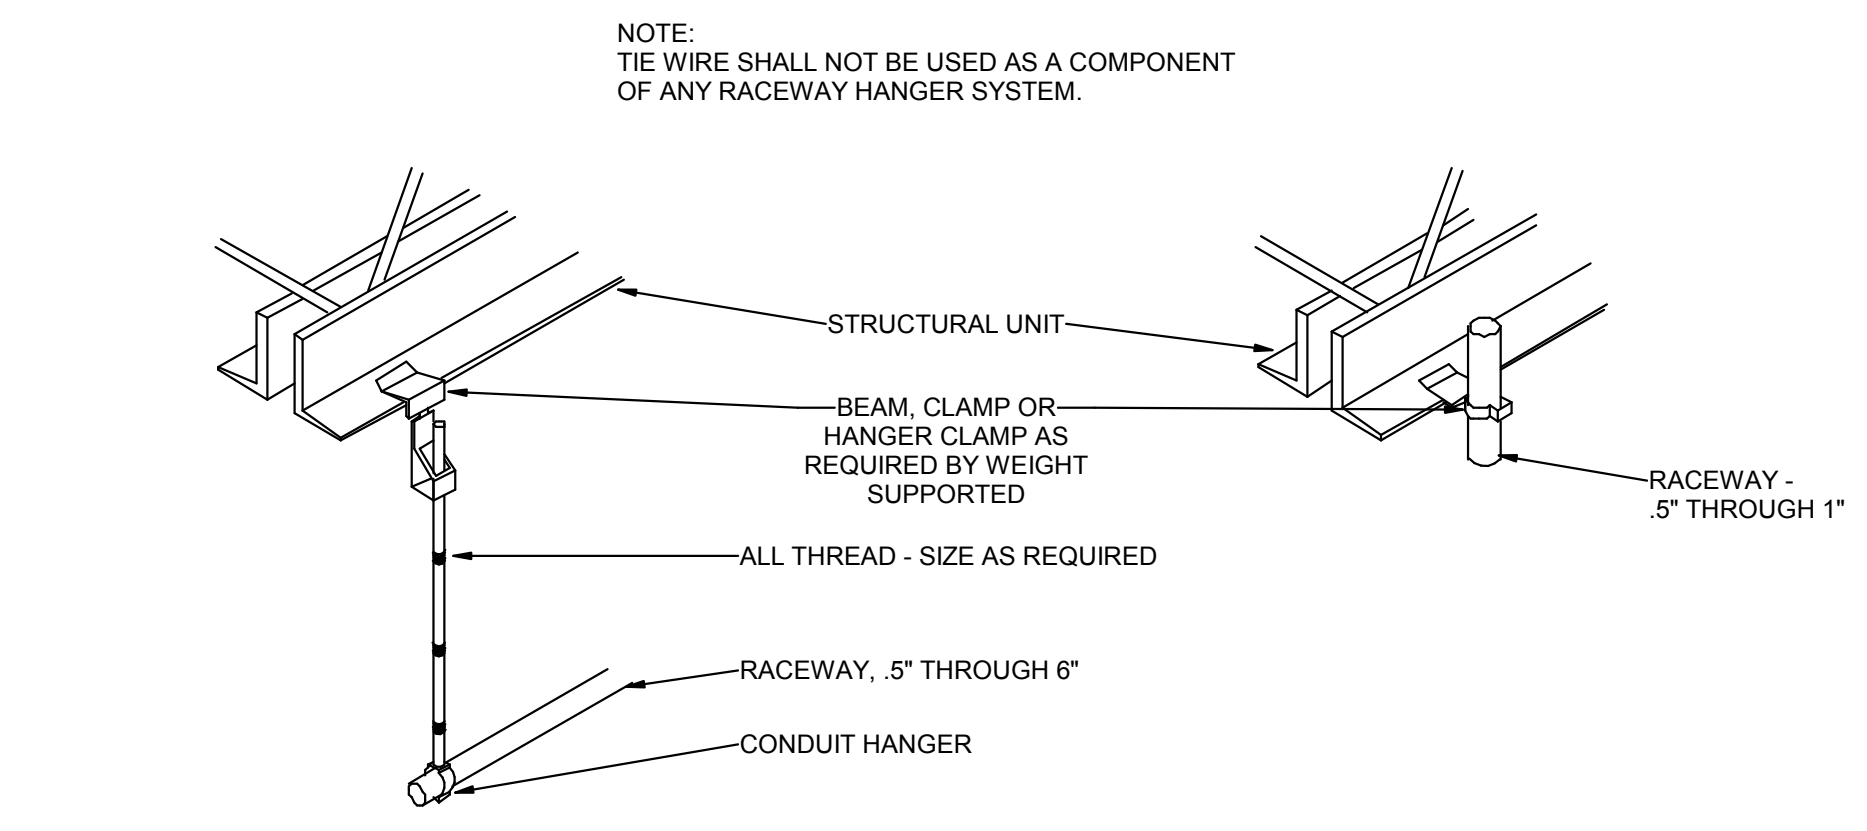 NOTE:
TIE WIRE SHALL NOT BE USED AS A COMPONENT
OF ANY RACEWAY HANGER SYSTEM.
STRUCTURAL UNIT
BEAM, CLAMP OR
HANGER CLAMP AS
REQUIRED BY WEIGHT
SUPPORTED
RACEWAY -
.5" THROUGH 1"
ALL THREAD - SIZE AS REQUIRED
RACEWAY, .5" THROUGH 6"
CONDUIT HANGER